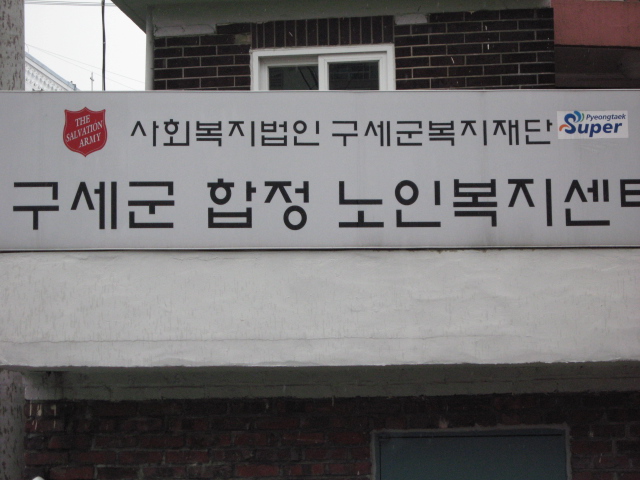 THE
SALVATION
ARMY
사회복지법인 구세군복지재단
Pyeongtaek
Super
구세군 합정 노인복지센터